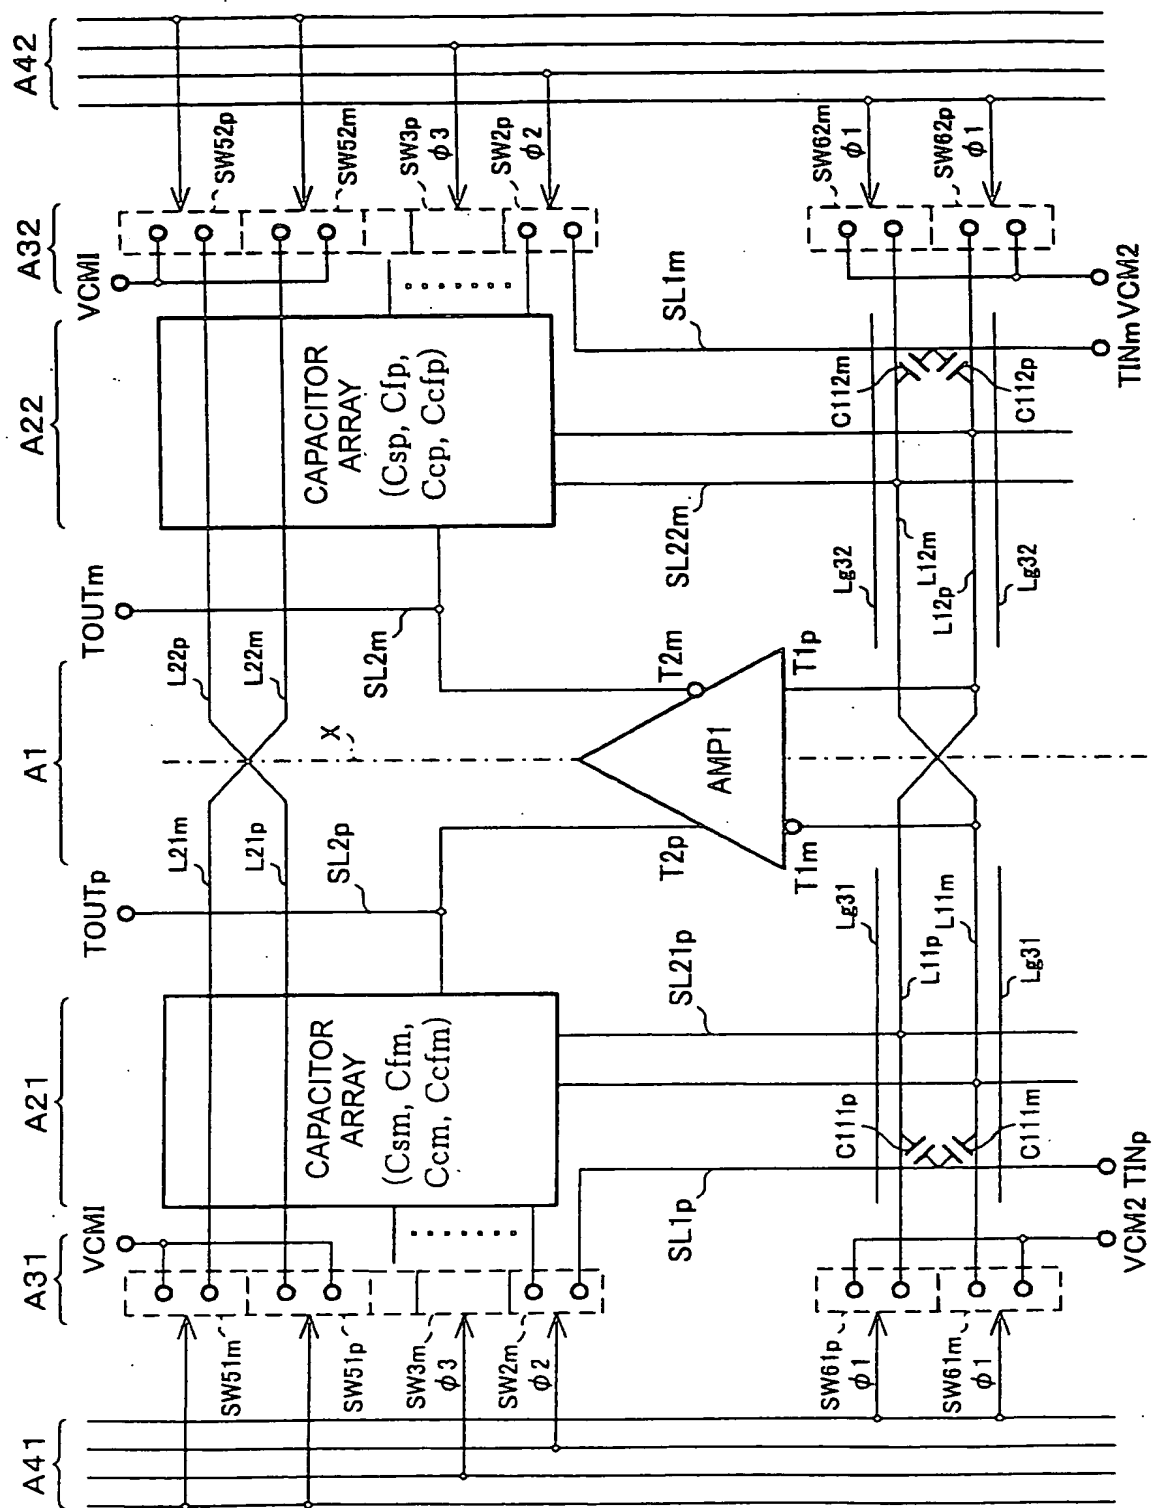 A41
A31
A21
A1
A22
A32
A42
VCMI
TOUTp
TOUTm
VCMI
SW51m
SW51p
SW3m
φ3
SW2m
φ2
CAPACITOR
ARRAY
(Csm, Cfm,
Ccm, Ccfm)
L21m
L21p
SL2p
X
L22p
L22m
SL2m
CAPACITOR
ARRAY
(Csp, Cfp,
Ccp, Ccfp)
SW52p
SW52m
SW3p
φ3
SW2p
φ2
T2p
T2m
AMP1
T1m
T1p
SL1p
SL21p
SL22m
SL1m
SW61p
φ1
SW61m
φ1
C111p
C111m
Lg31
L11p
L11m
Lg31
Lg32
L12m
L12p
Lg32
C112m
C112p
SW62m
φ1
SW62p
φ1
VCM2
TINp
TINm
VCM2